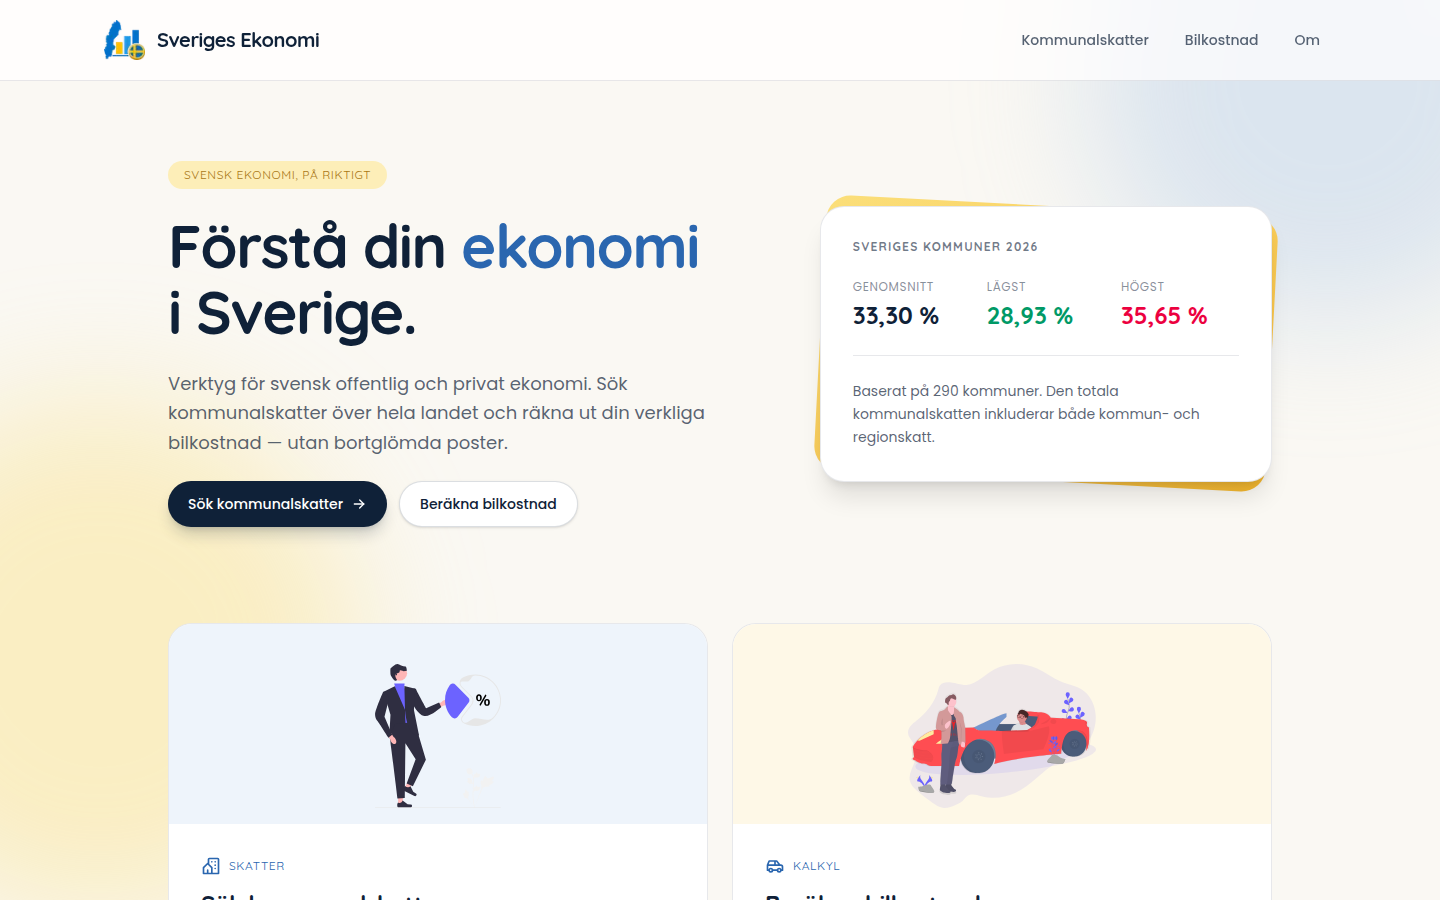 Sveriges Ekonomi
Kommunalskatter
Bilkostnad
Om
SVENSK EKONOMI, PÅ RIKTIGT
Förstå din ekonomi
i Sverige.
Verktyg för svensk offentlig och privat ekonomi. Sök
kommunalskatter över hela landet och räkna ut din verkliga
bilkostnad — utan bortglömda poster.
Sök kommunalskatter →
Beräkna bilkostnad
SVERIGES KOMMUNER 2026
GENOMSNITT
LÄGST
HÖGST
33,30 %
28,93 %
35,65 %
Baserat på 290 kommuner. Den totala
kommunalskatten inkluderar både kommun- och
regionskatt.
%
SKATTER
KALKYL